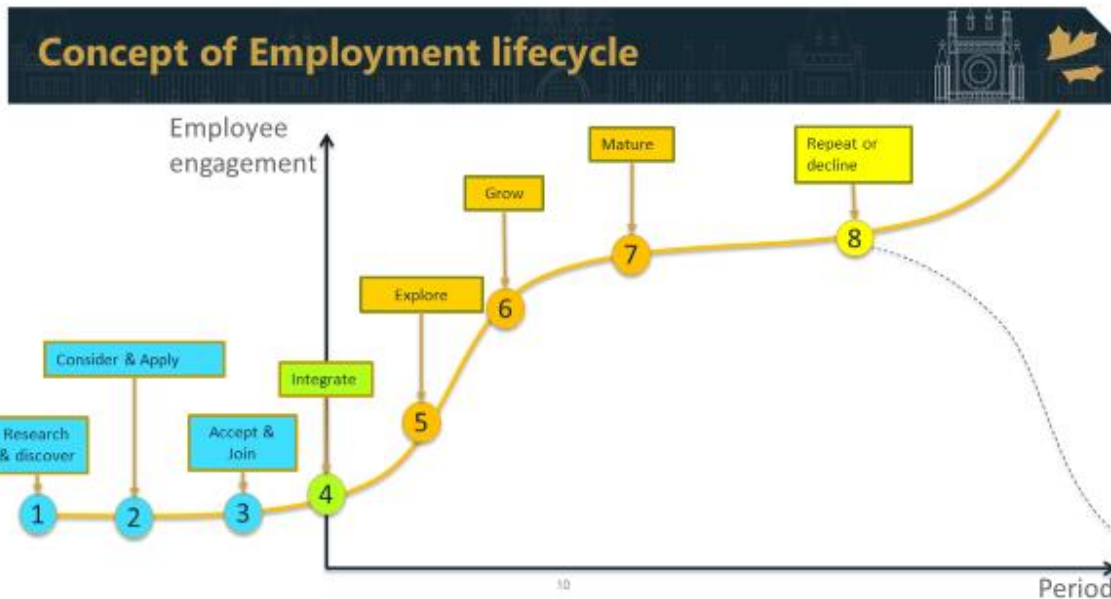 Concept of Employment lifecycle
Employee
engagement
Mature
Repeat or
decline
Grow
8
7
Explore
6
Consider & Apply
Integrate
5
Research
& discover
Accept &
Join
4
1
2
3
10
Period